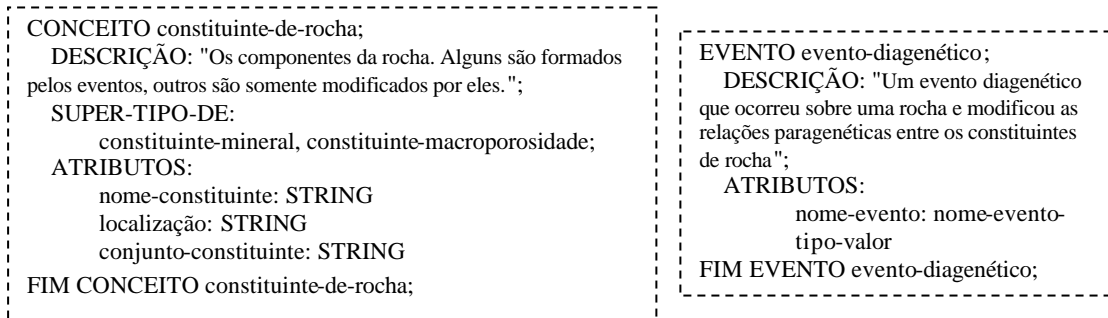 CONCEITO constituinte-de-rocha;
DESCRIÇÃO: "Os componentes da rocha. Alguns são formados
pelos eventos, outros são somente modificados por eles.";
SUPER-TIPO-DE:
constituinte-mineral, constituinte-macroporosidade;
ATRIBUTOS:
nome-constituinte: STRING
localização: STRING
conjunto-constituinte: STRING
FIM CONCEITO constituinte-de-rocha;
EVENTO evento-diagenético;
DESCRIÇÃO: "Um evento diagenético
que ocorreu sobre uma rocha e modificou as
relações paragenéticas entre os constituintes
de rocha";
ATRIBUTOS:
nome-evento: nome-evento-
tipo-valor
FIM EVENTO evento-diagenético;